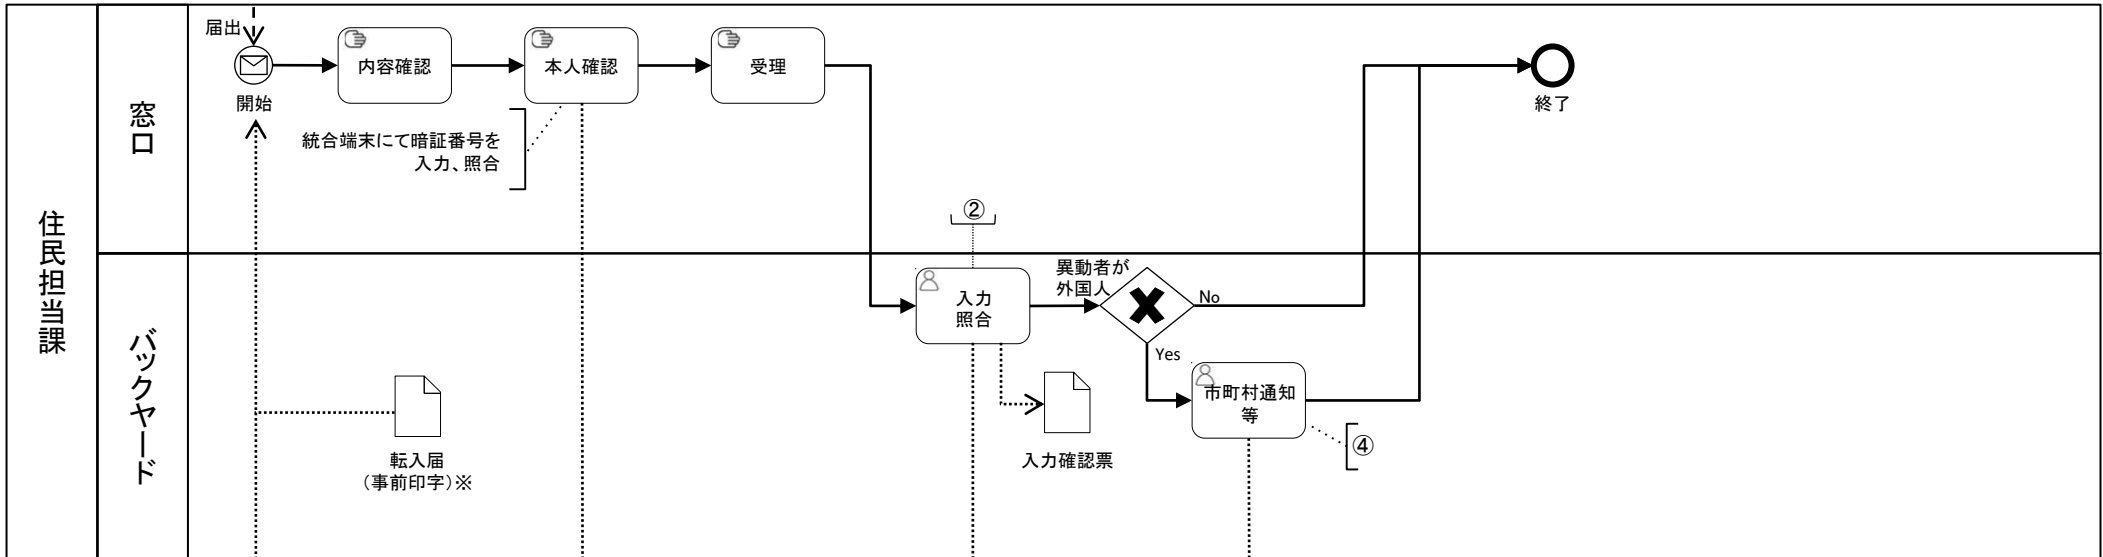 住民担当課
窓口
届出
開始
内容確認
本人確認
受理
終了
統合端末にて暗証番号を
入力、照合
②
バックヤード
入力
照合
異動者が
外国人
No
Yes
市町村通知
等
④
転入届
（事前印字）※
入力確認票